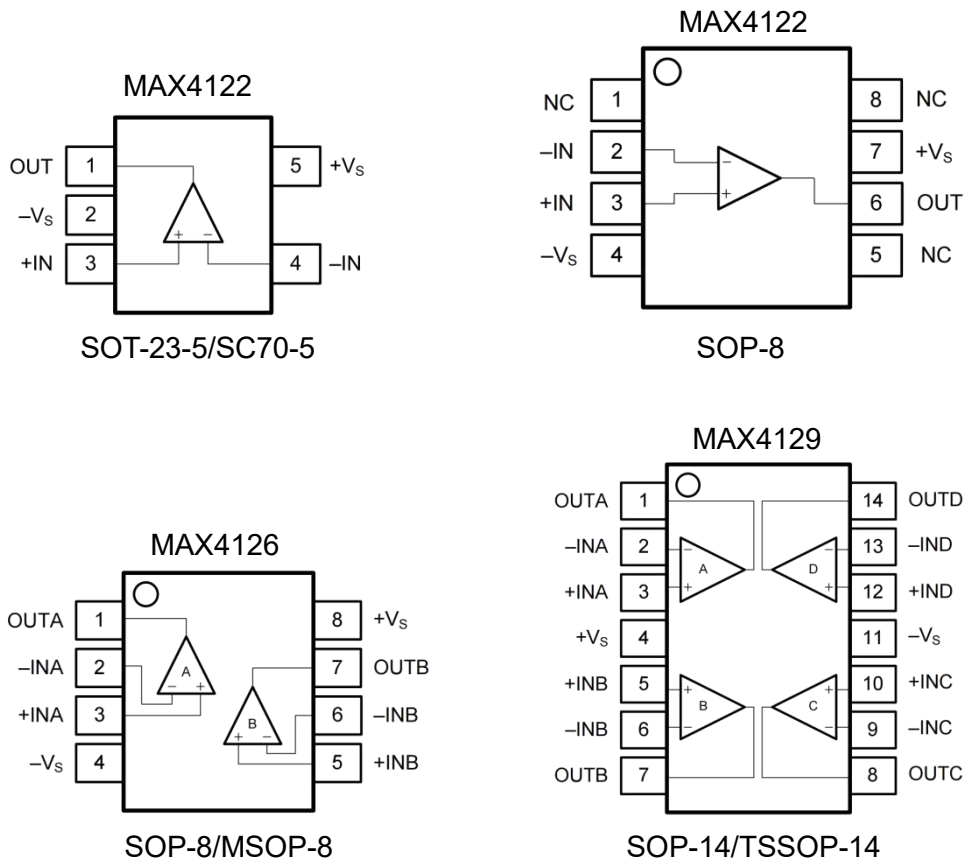 MAX4122
OUT 1 5 +VS
–VS 2
+IN 3 + – 4 –IN
SOT-23-5/SC70-5
MAX4122
NC 1 8 NC
–IN 2 – 7 +VS
+IN 3 + 6 OUT
–VS 4 5 NC
SOP-8
MAX4126
OUTA 1 8 +VS
–INA 2 A – + 7 OUTB
+INA 3 B + – 6 –INB
–VS 4 5 +INB
SOP-8/MSOP-8
MAX4129
OUTA 1 14 OUTD
–INA 2 – A D – 13 –IND
+INA 3 + + 12 +IND
+VS 4 11 –VS
+INB 5 + B C + 10 +INC
–INB 6 – – 9 –INC
OUTB 7 8 OUTC
SOP-14/TSSOP-14